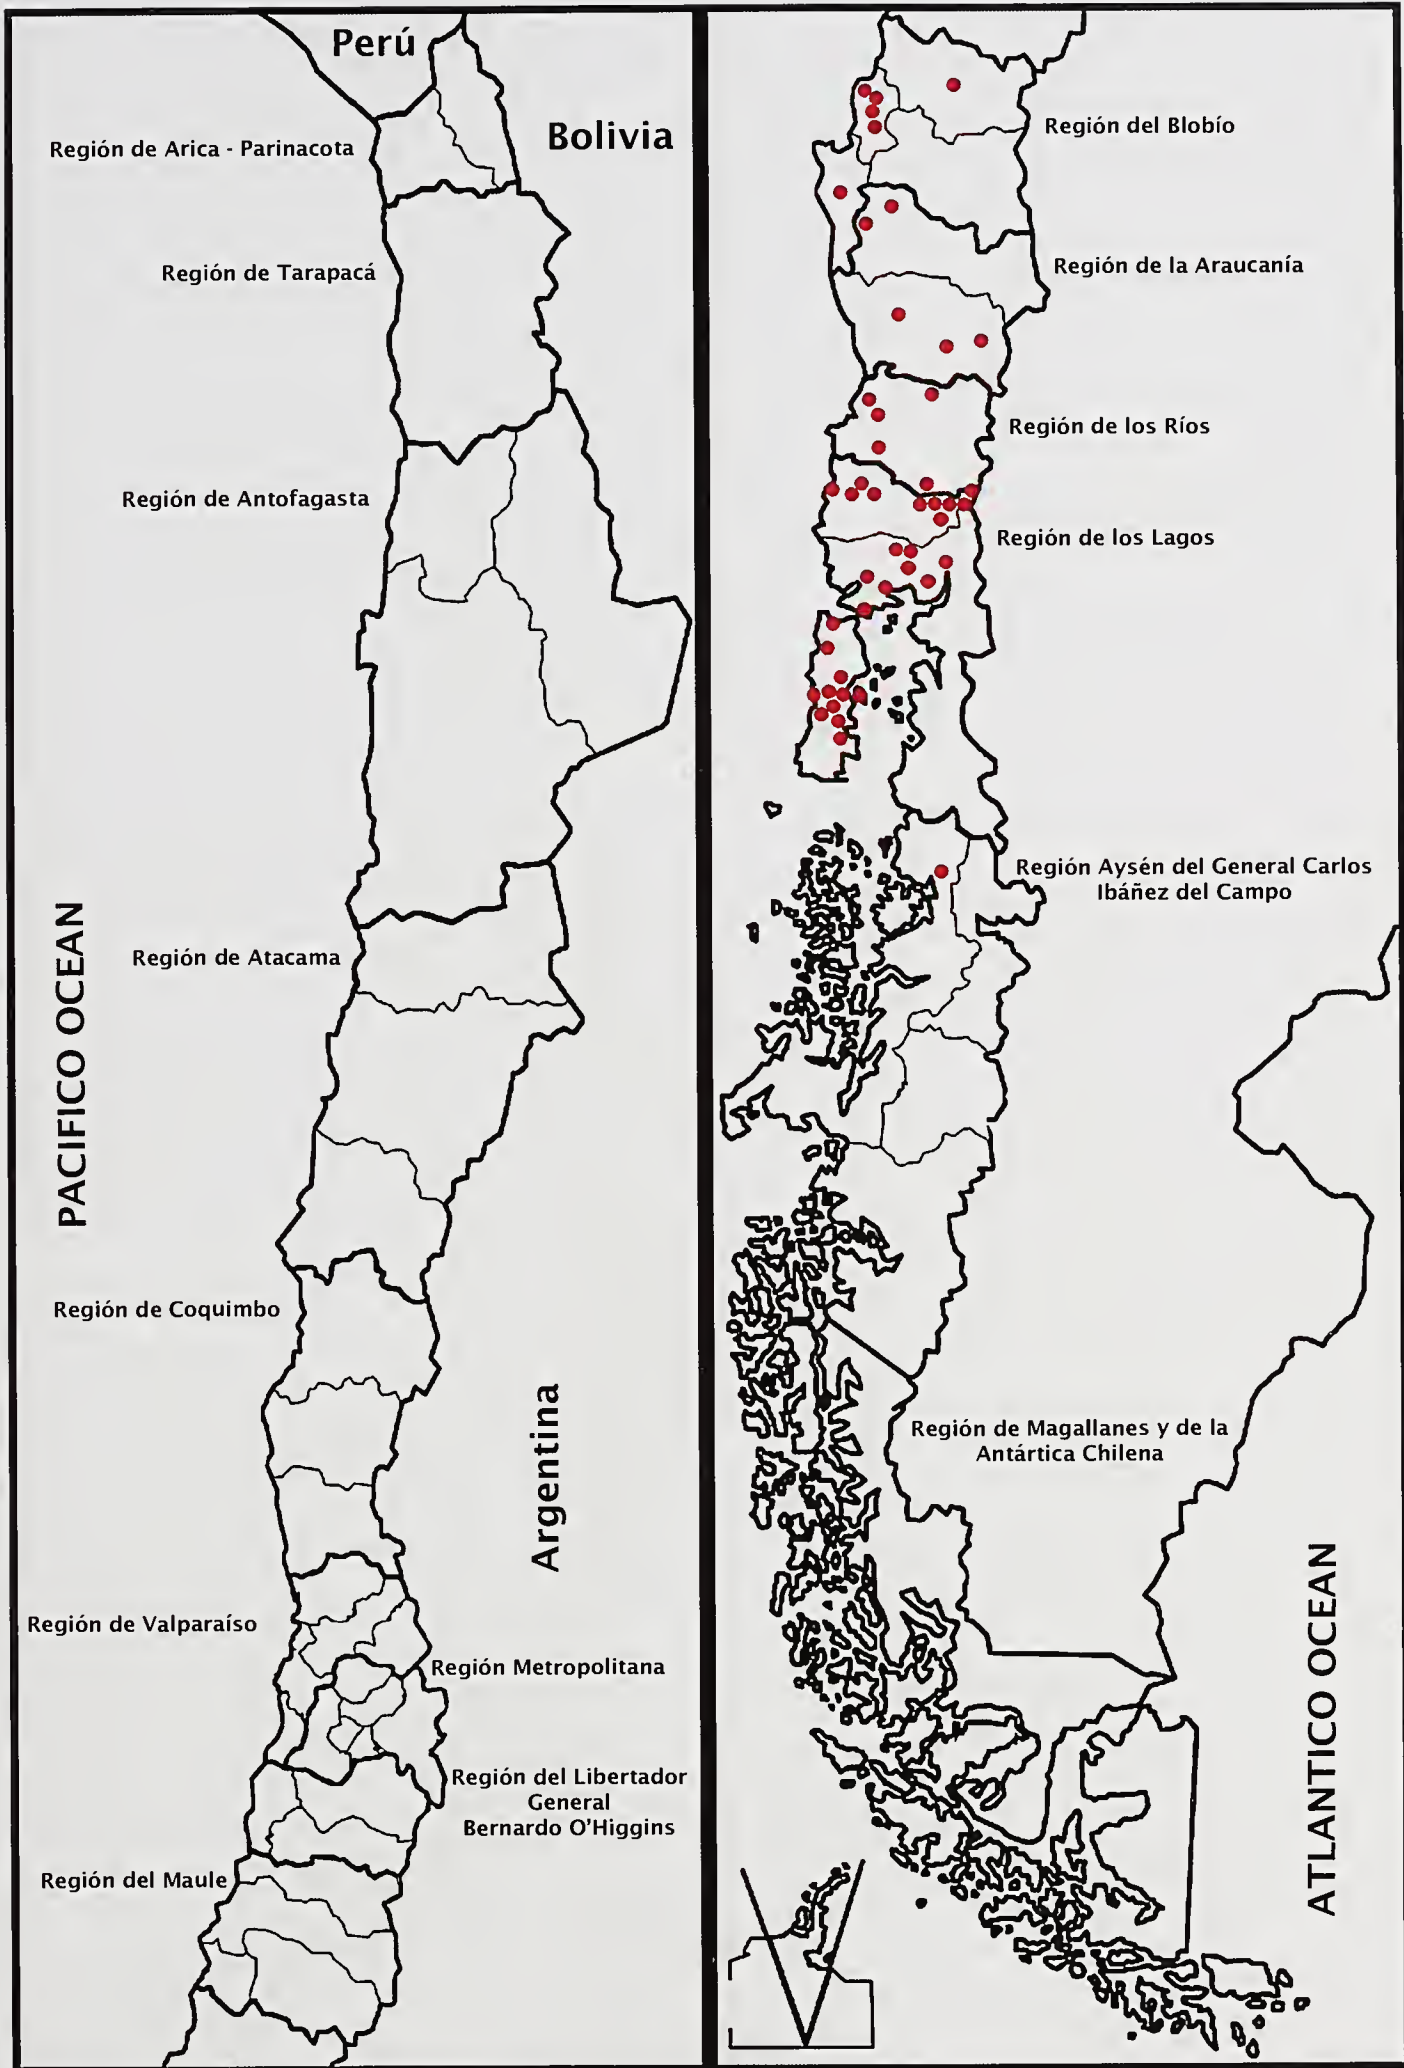 Perú
Bolivia
Región de Arica - Parinacota
Región de Tarapacá
Región de Antofagasta
Región de Atacama
PACIFICO OCEAN
Región de Coquimbo
Argentina
Región de Valparaíso
Región Metropolitana
Región del Libertador
General
Bernardo O'Higgins
Región del Maule
Región del Blobío
Región de la Araucanía
Región de los Ríos
Región de los Lagos
Región Aysén del General Carlos
Ibáñez del Campo
Región de Magallanes y de la
Antártica Chilena
ATLANTICO OCEAN